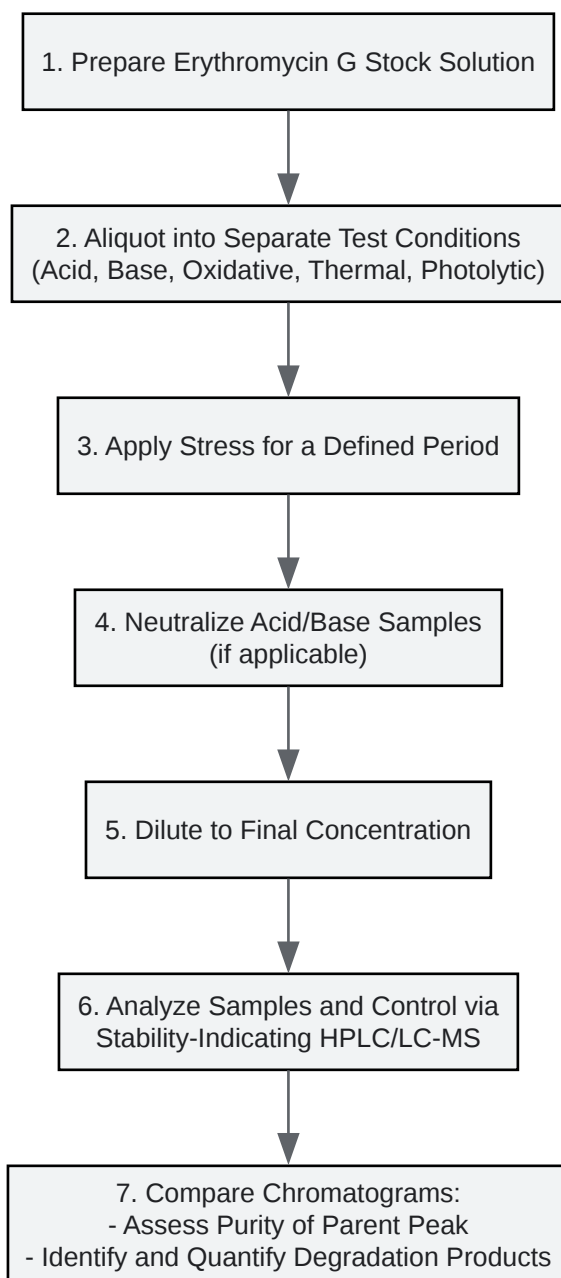 1. Prepare Erythromycin G Stock Solution
2. Aliquot into Separate Test Conditions
(Acid, Base, Oxidative, Thermal, Photolytic)
3. Apply Stress for a Defined Period
4. Neutralize Acid/Base Samples
(if applicable)
5. Dilute to Final Concentration
6. Analyze Samples and Control via
Stability-Indicating HPLC/LC-MS
7. Compare Chromatograms:
- Assess Purity of Parent Peak
- Identify and Quantify Degradation Products